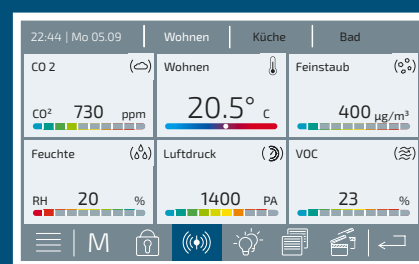 22:44 | Mo 05.09 Wohnen Küche Bad
CO 2 Wohnen Feinstaub
CO² 730 ppm 20.5° C 400 µg/m³
Feuchte Luftdruck VOC
RH 20 % 1400 PA 23 %
M